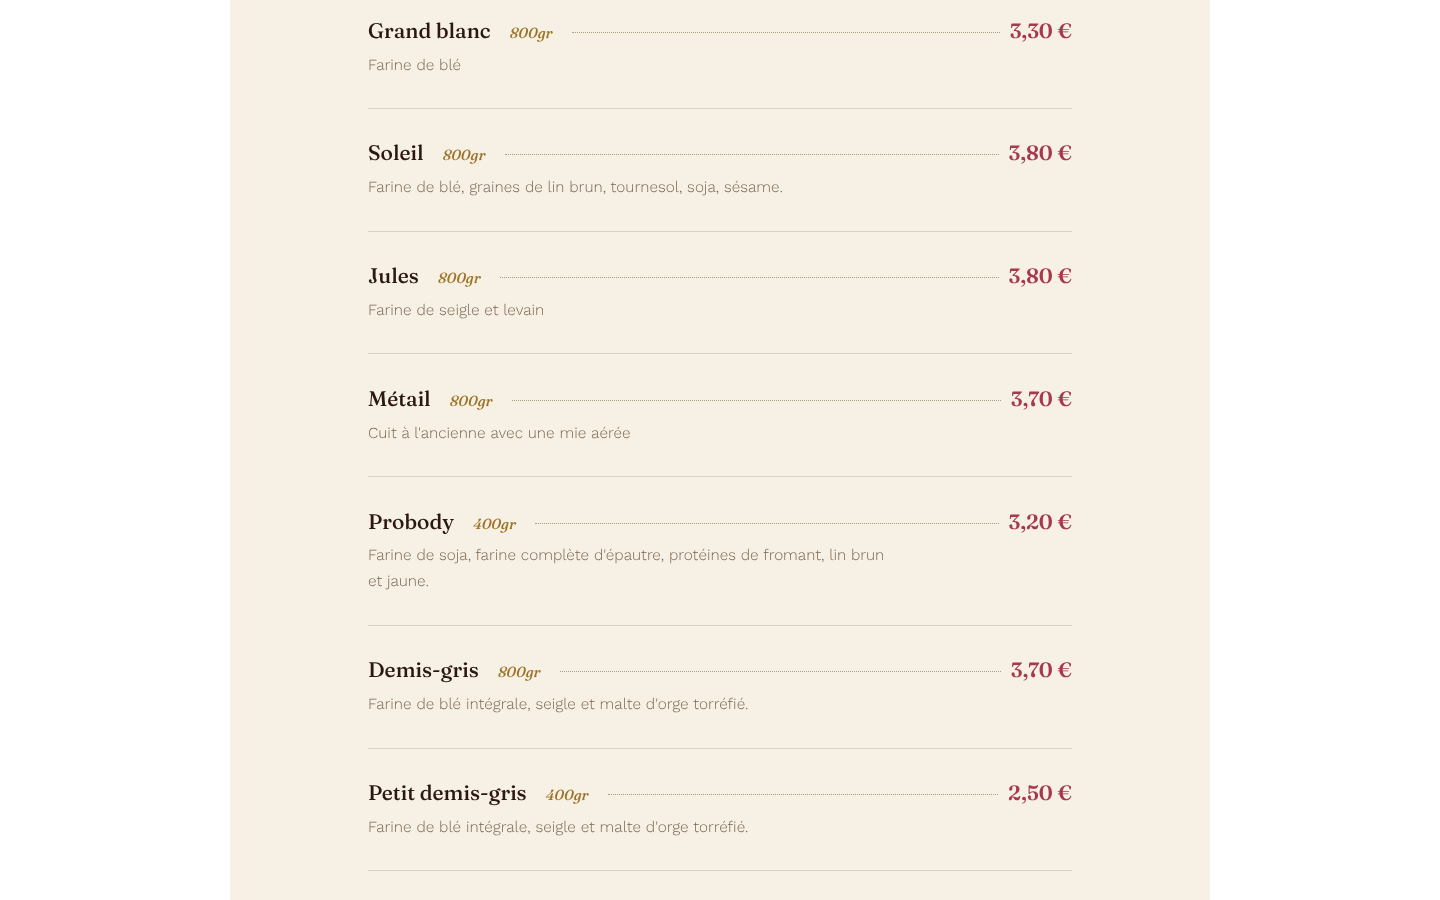 Grand blanc 800gr 3,30 €
Farine de blé
Soleil 800gr 3,80 €
Farine de blé, graines de lin brun, tournesol, soja, sésame.
Jules 800gr 3,80 €
Farine de seigle et levain
Métail 800gr 3,70 €
Cuit à l'ancienne avec une mie aérée
Probody 400gr 3,20 €
Farine de soja, farine complète d'épautre, protéines de fromant, lin brun
et jaune.
Demis-gris 800gr 3,70 €
Farine de blé intégrale, seigle et malte d'orge torréfié.
Petit demis-gris 400gr 2,50 €
Farine de blé intégrale, seigle et malte d'orge torréfié.